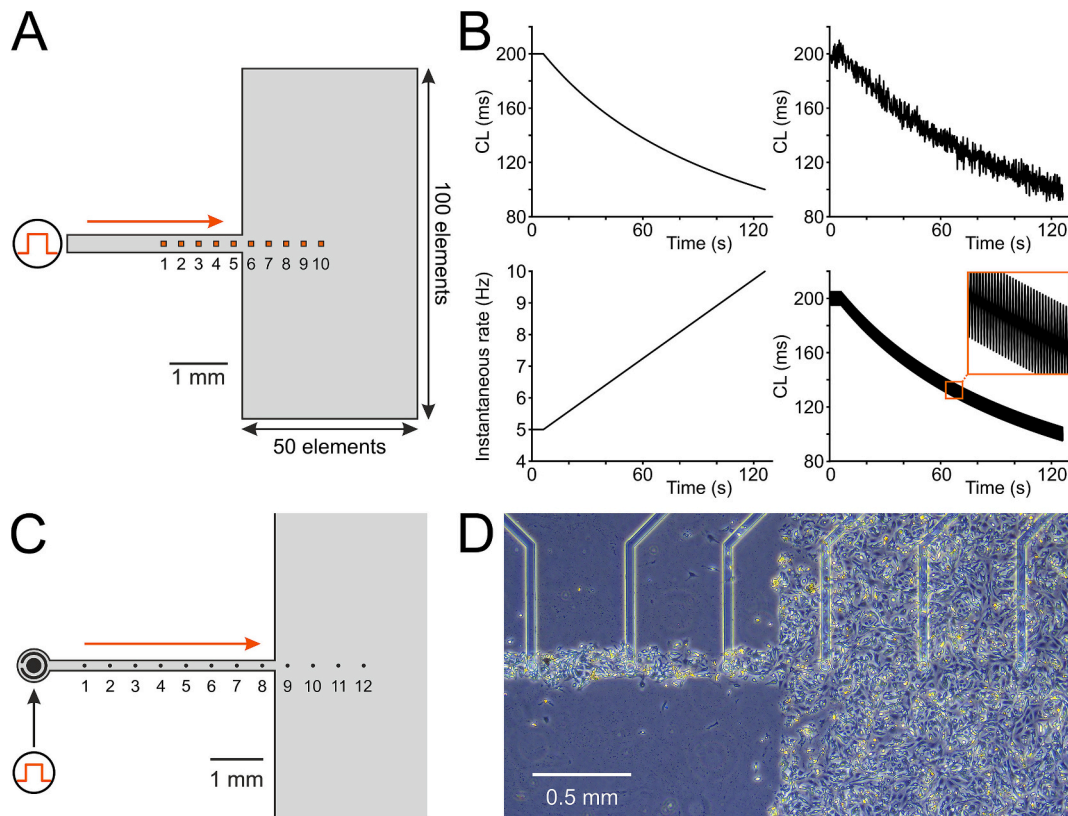 A
1 2 3 4 5 6 7 8 9 10
1 mm
100 elements
50 elements
B
200
160
120
80
CL (ms)
0 60 120
Time (s)
200
160
120
80
CL (ms)
0 60 120
Time (s)
10
9
8
7
6
5
4
Instantaneous rate (Hz)
0 60 120
Time (s)
200
160
120
80
CL (ms)
0 60 120
Time (s)
C
1 2 3 4 5 6 7 8 9 10 11 12
1 mm
D
0.5 mm